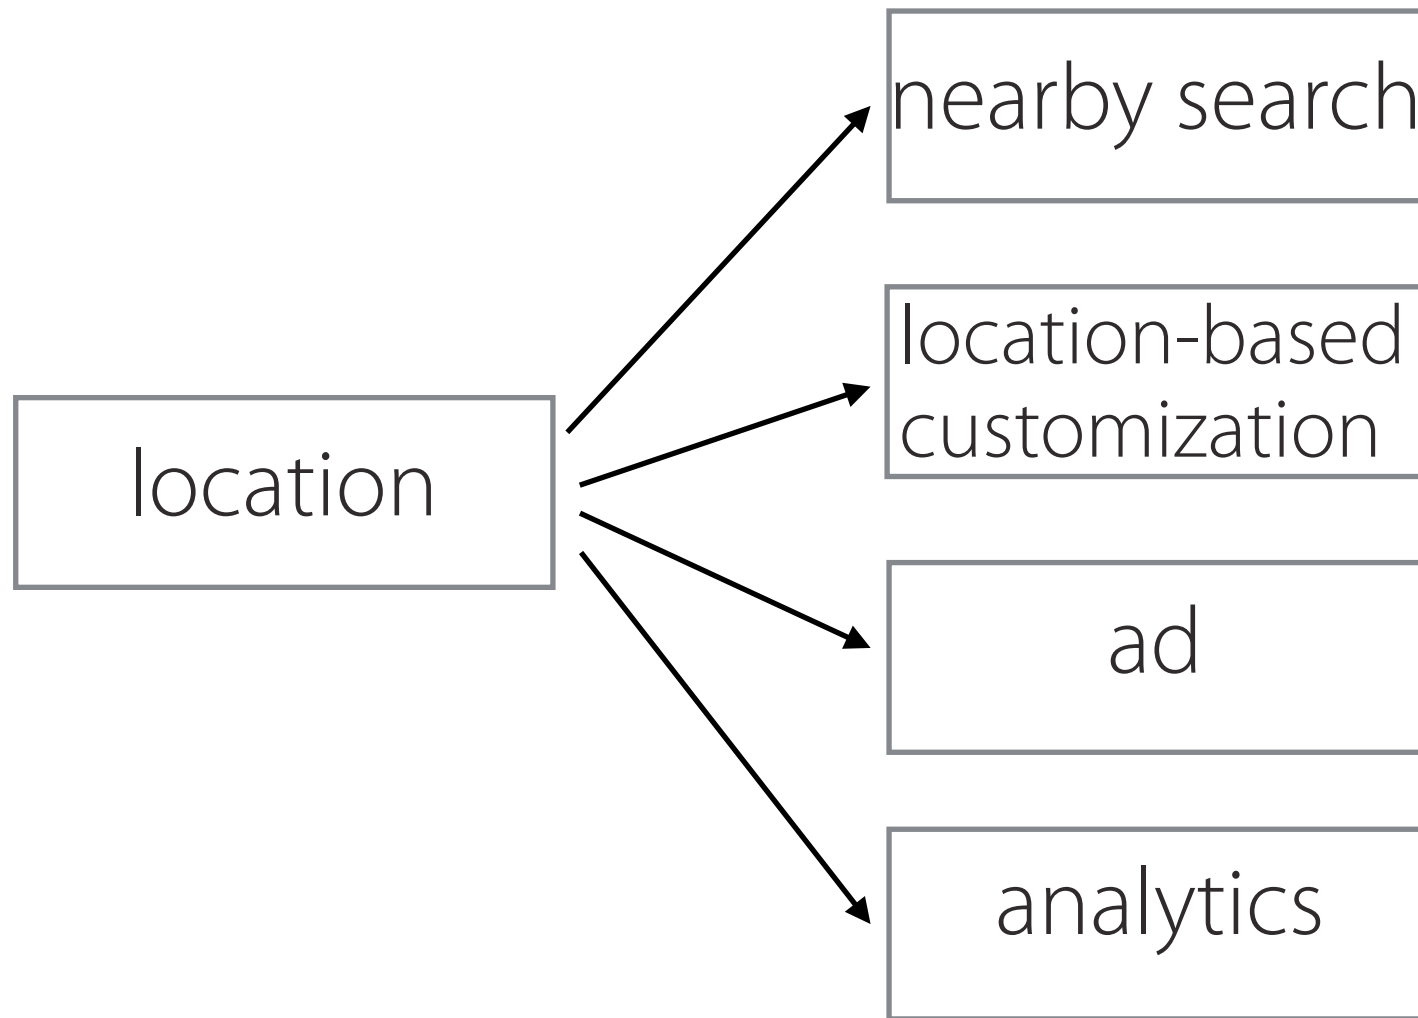 nearby search
location-based
customization
location
ad
analytics